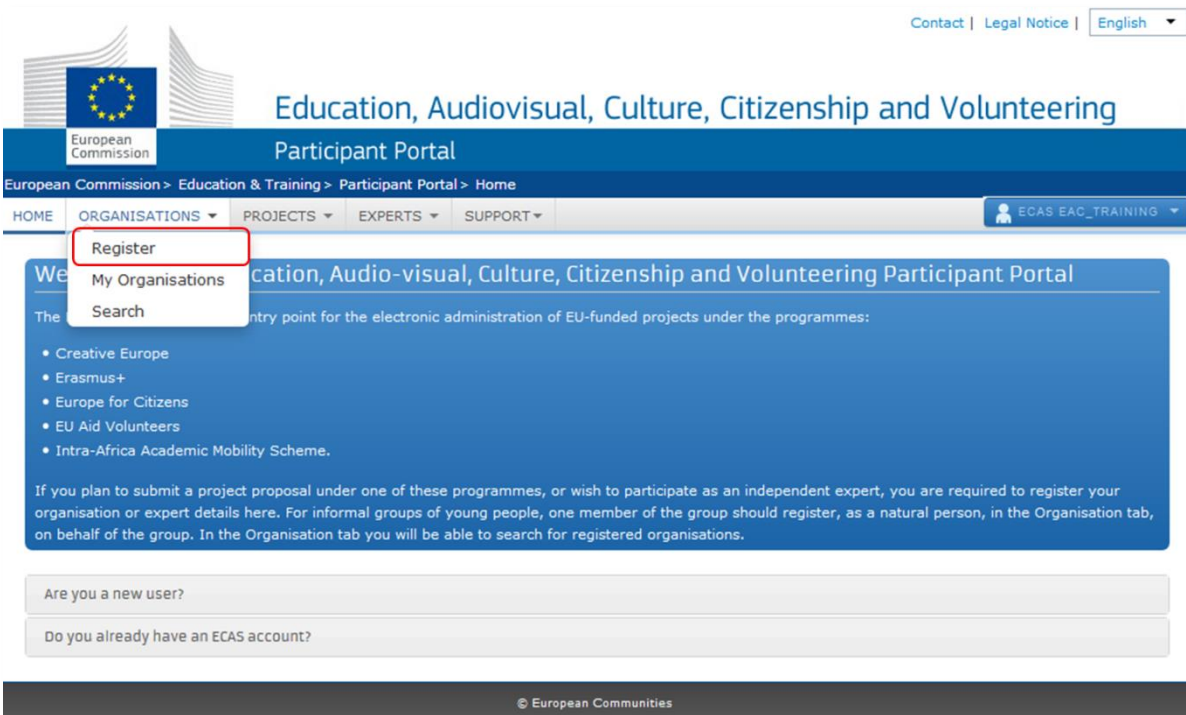 Contact | Legal Notice | English
Education, Audiovisual, Culture, Citizenship and Volunteering
European
Commission
Participant Portal
European Commission > Education & Training > Participant Portal > Home
HOME ORGANISATIONS PROJECTS EXPERTS SUPPORT ECAS EAC_TRAINING
Register
My Organisations
Search
We cation, Audio-visual, Culture, Citizenship and Volunteering Participant Portal
The ntry point for the electronic administration of EU-funded projects under the programmes:
• Creative Europe
• Erasmus+
• Europe for Citizens
• EU Aid Volunteers
• Intra-Africa Academic Mobility Scheme.
If you plan to submit a project proposal under one of these programmes, or wish to participate as an independent expert, you are required to register your
organisation or expert details here. For informal groups of young people, one member of the group should register, as a natural person, in the Organisation tab,
on behalf of the group. In the Organisation tab you will be able to search for registered organisations.
Are you a new user?
Do you already have an ECAS account?
© European Communities